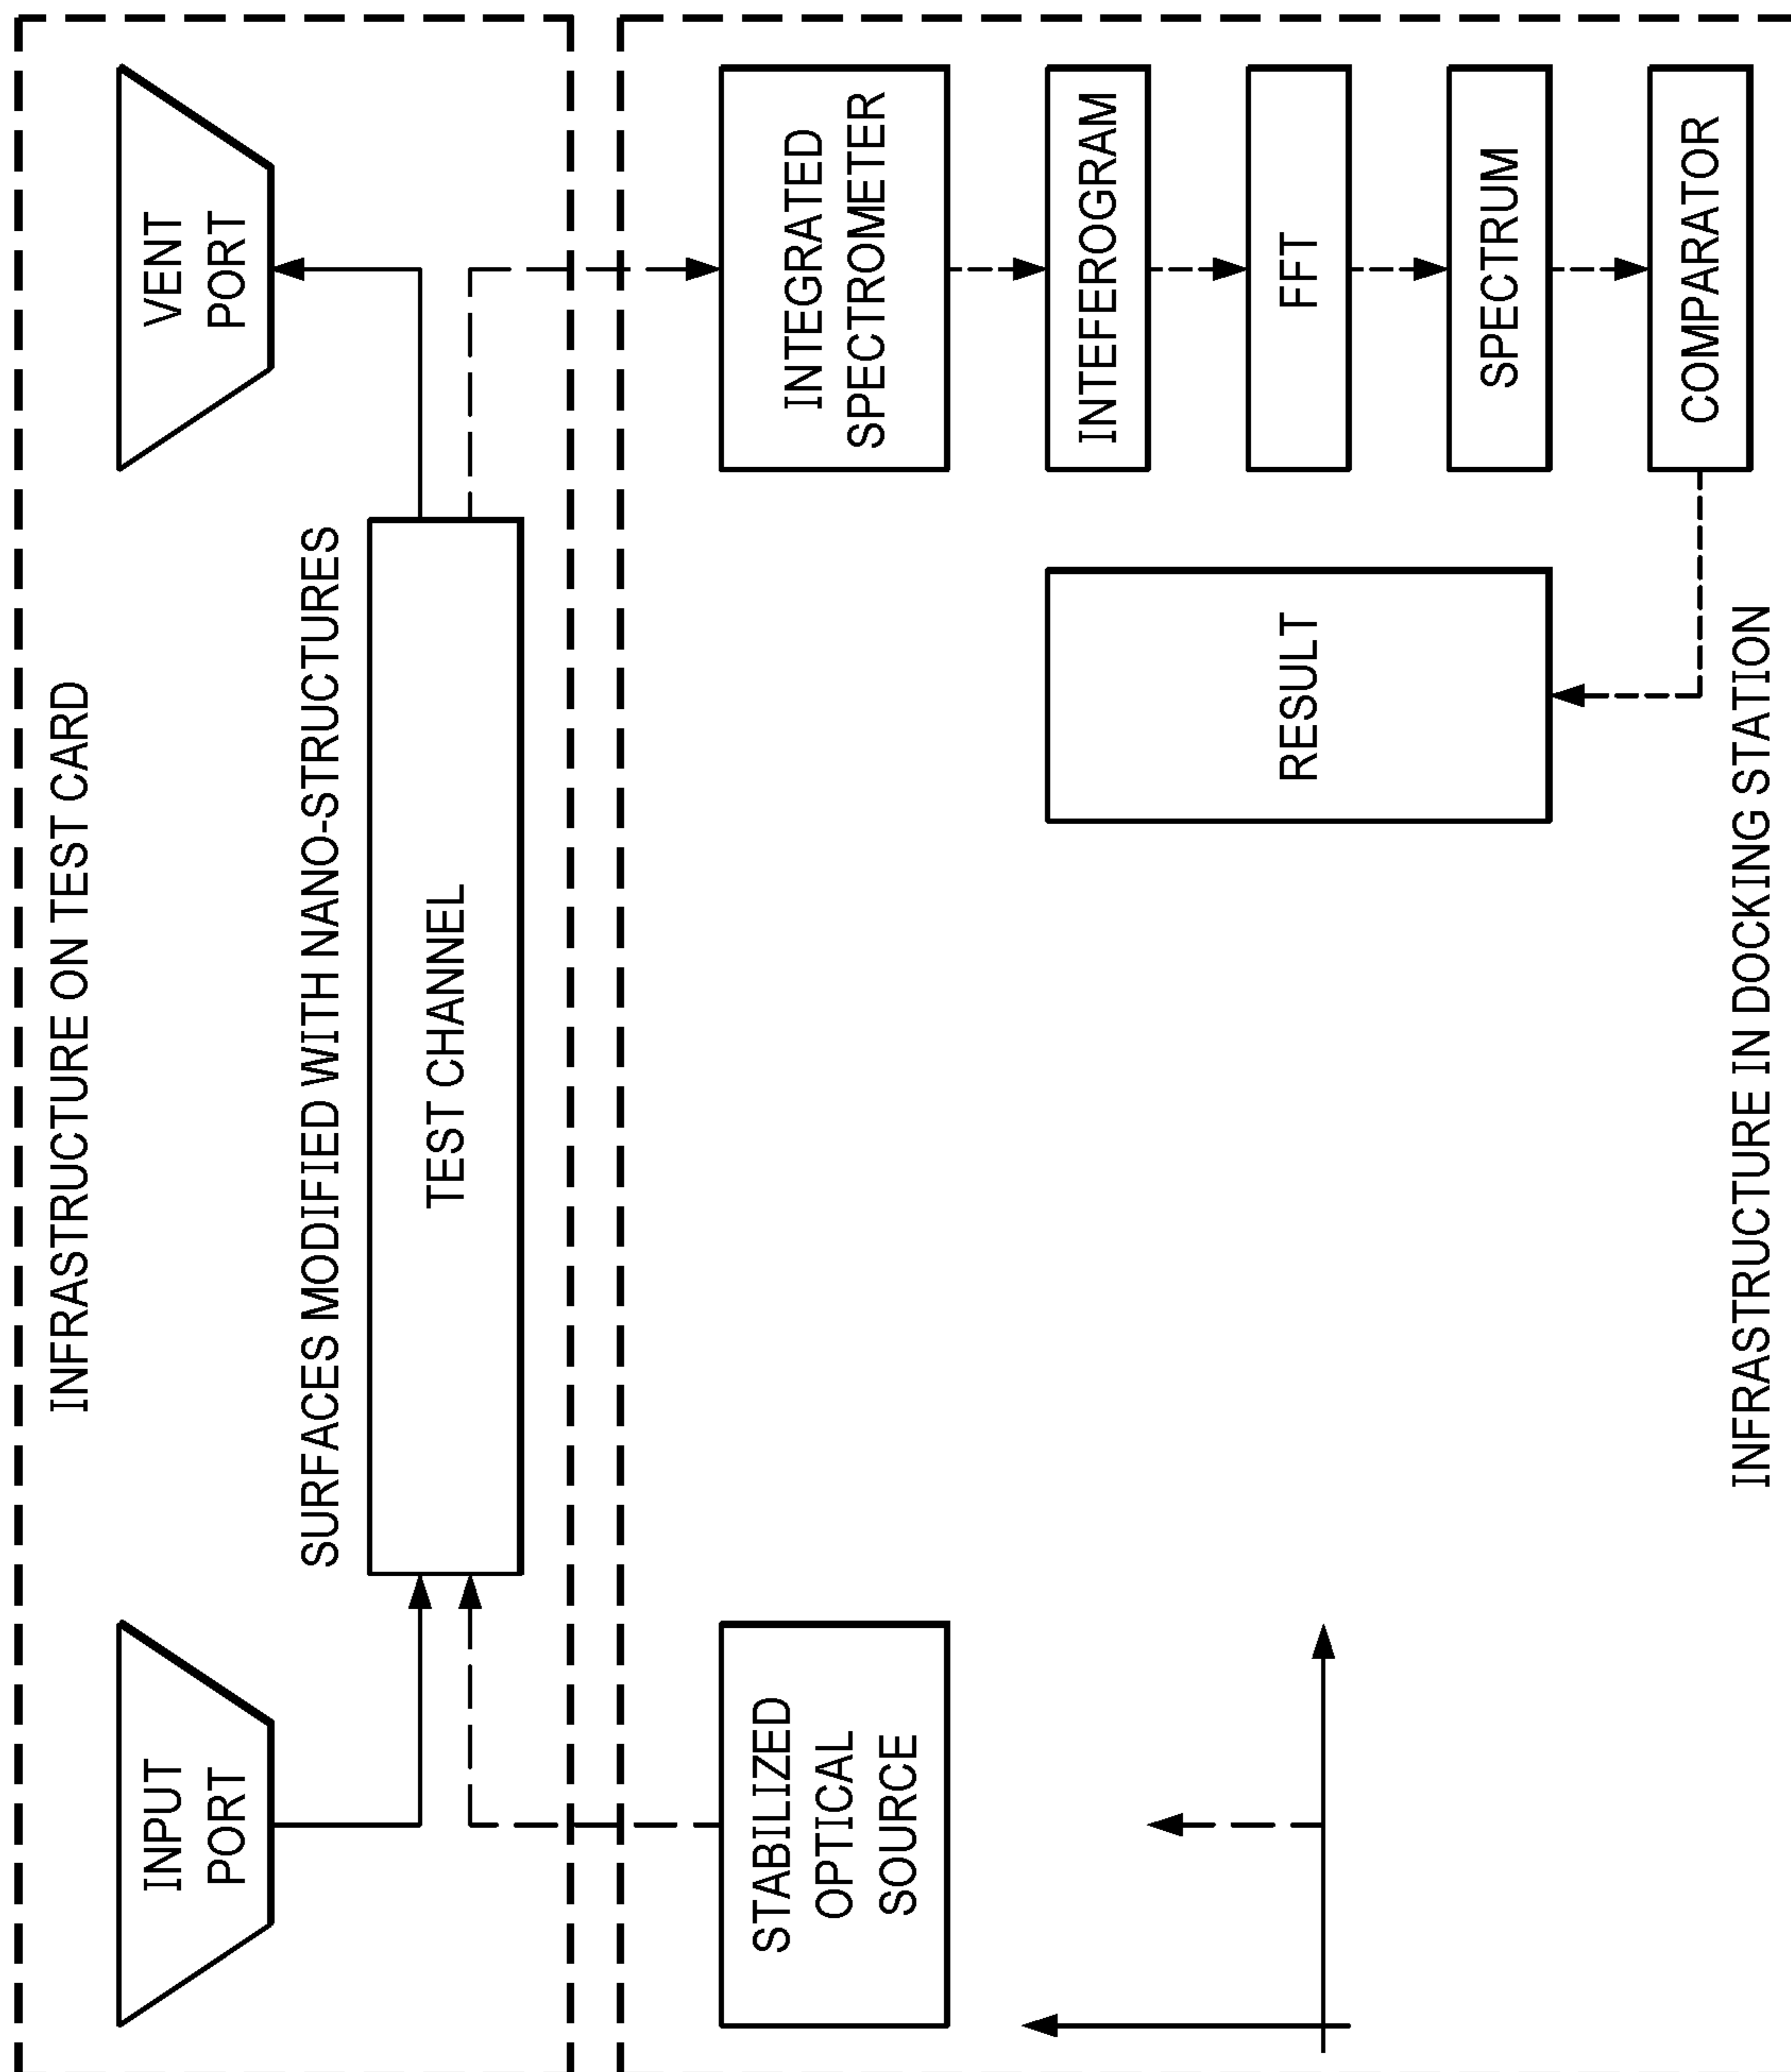 INFRASTRUCTURE ON TEST CARD
INPUT
PORT
VENT
PORT
SURFACES MODIFIED WITH NANO-STRUCTURES
TEST CHANNEL
STABILIZED
OPTICAL
SOURCE
INTEGRATED
SPECTROMETER
INTEFEROGRAM
FFT
SPECTRUM
COMPARATOR
RESULT
INFRASTRUCTURE IN DOCKING STATION